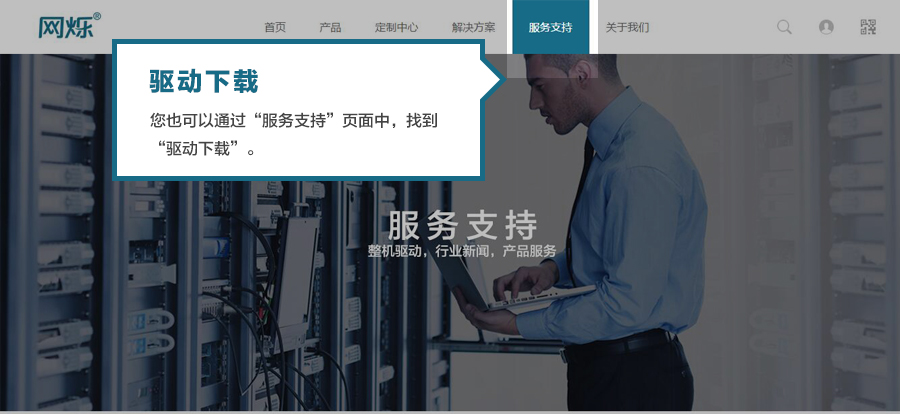 网烁®
首页 产品 定制中心 解决方案 服务支持 关于我们
驱动下载
您也可以通过“服务支持”页面中，找到
“驱动下载”。
服务支持
整机驱动，行业新闻，产品服务